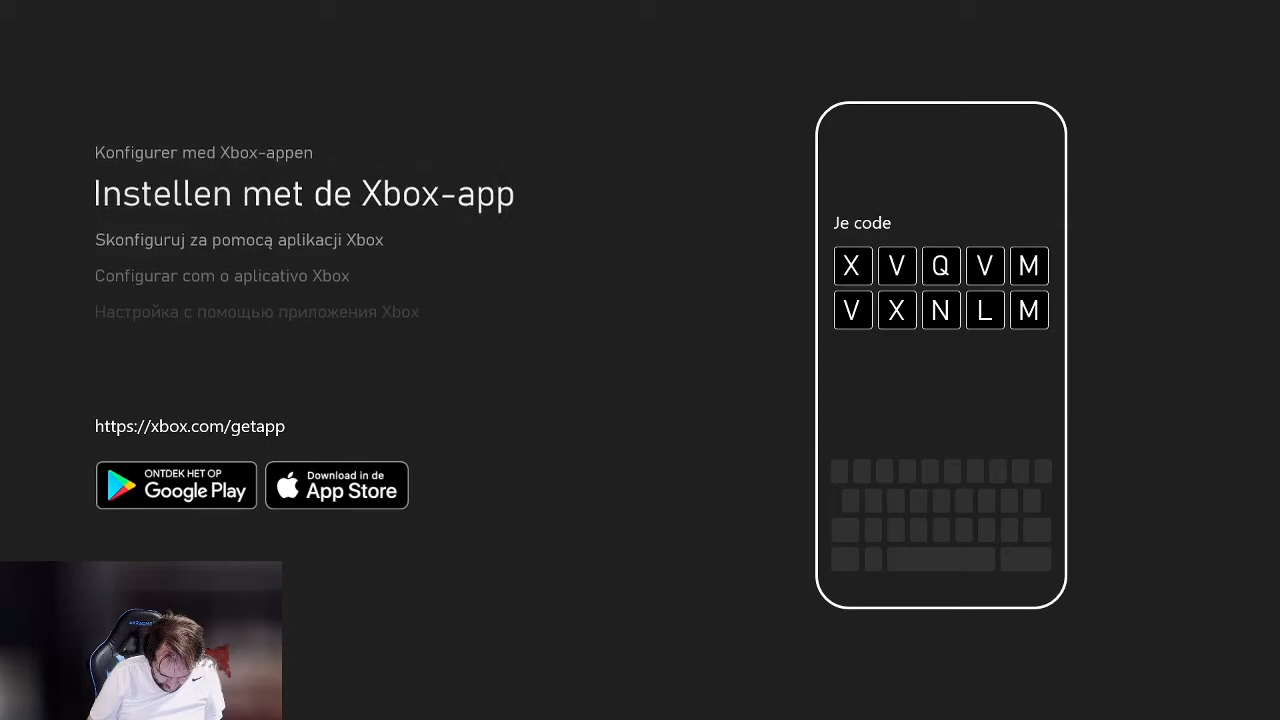 Konfigurer med Xbox-appen
Instellen met de Xbox-app
Skonfiguruj za pomocą aplikacji Xbox
Configurar com o aplicativo Xbox
Настройка с помощью приложения Xbox
https://xbox.com/getapp
ONTDEK HET OP
Google Play
Download in de
App Store
Je code
X V Q V M
V X N L M